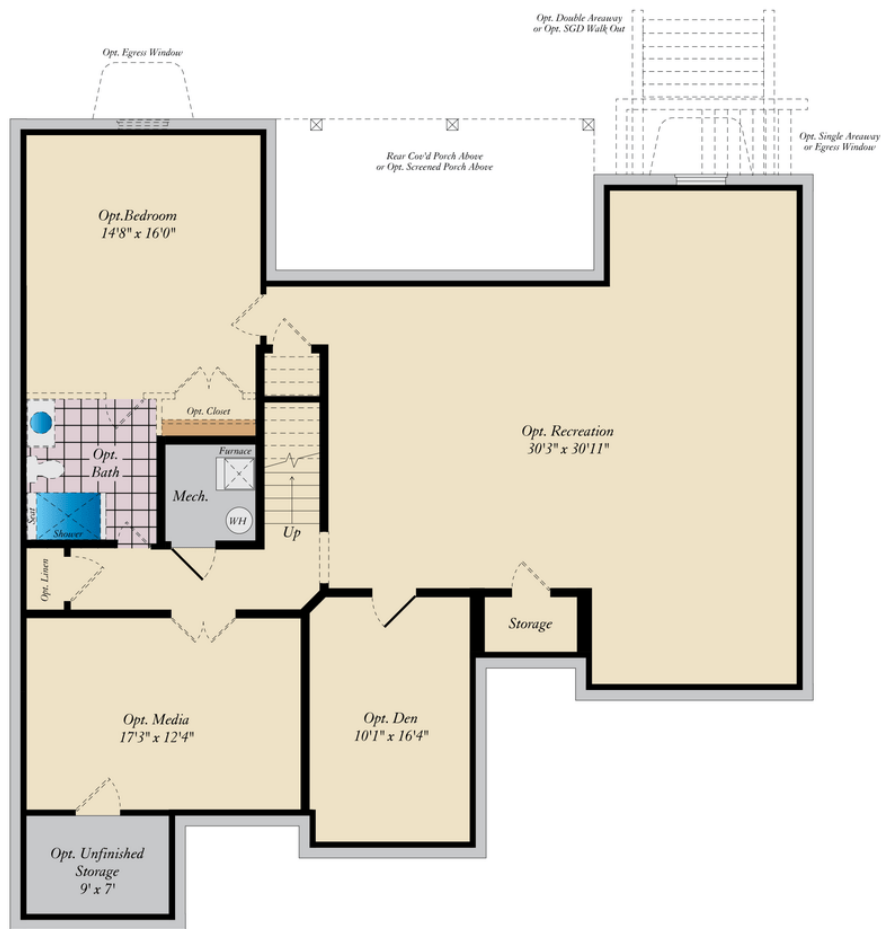 Opt. Double Areaway
or Opt. SGD Walk Out
Opt. Egress Window
Opt. Single Areaway
or Egress Window
Rear Cov'd Porch Above
or Opt. Screened Porch Above
Opt.Bedroom
14'8" x 16'0"
Opt. Closet
Opt. Recreation
30'3" x 30'11"
Opt.
Bath
Furnace
Mech.
WH
Seat
Shower
Up
Opt. Linen
Storage
Opt. Media
17'3" x 12'4"
Opt. Den
10'1" x 16'4"
Opt. Unfinished
Storage
9' x 7'